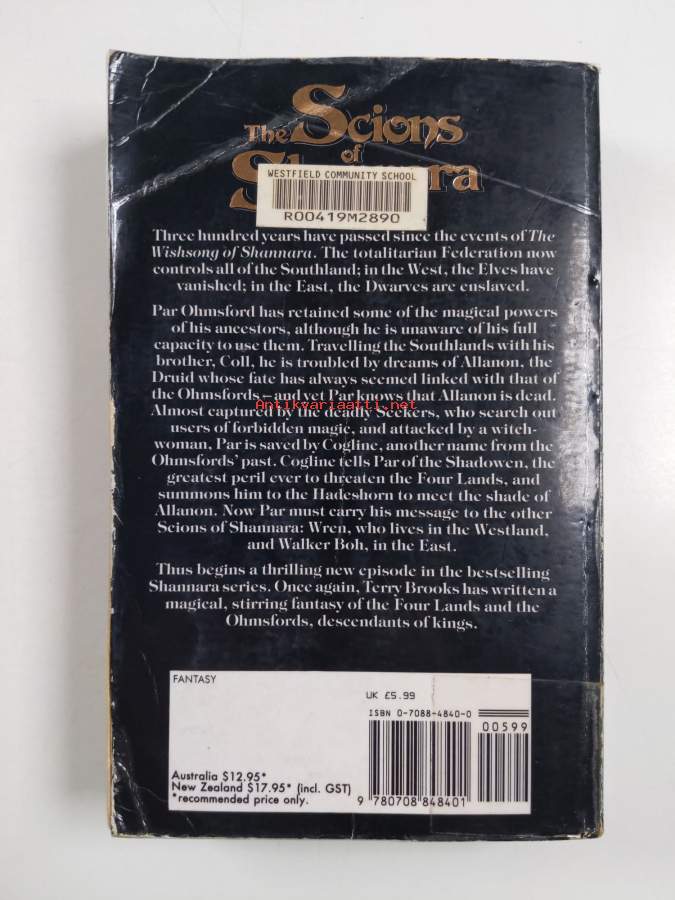 The Scions
of
Shannara
WESTFIELD COMMUNITY SCHOOL
R00419M2890
Three hundred years have passed since the events of The
Wishsong of Shannara. The totalitarian Federation now
controls all of the Southland; in the West, the Elves have
vanished; in the East, the Dwarves are enslaved.
Par Ohmsford has retained some of the magical powers
of his ancestors, although he is unaware of his full
capacity to use them. Travelling the Southlands with his
brother, Coll, he is troubled by dreams of Allanon, the
Druid whose fate has always seemed linked with that of
the Ohmsfords – and yet Par knows that Allanon is dead.
Antikvariaatti.net
Almost captured by the deadly Seekers, who search out
users of forbidden magic, and attacked by a witch-
woman, Par is saved by Cogline, another name from the
Ohmsfords' past. Cogline tells Par of the Shadowen, the
greatest peril ever to threaten the Four Lands, and
summons him to the Hadeshorn to meet the shade of
Allanon. Now Par must carry his message to the other
Scions of Shannara: Wren, who lives in the Westland,
and Walker Boh, in the East.
Thus begins a thrilling new episode in the bestselling
Shannara series. Once again, Terry Brooks has written a
magical, stirring fantasy of the Four Lands and the
Ohmsfords, descendants of kings.
FANTASY
UK £5.99
ISBN 0-7088-4840-0
00599
Australia $12.95*
New Zealand $17.95* (incl. GST)
*recommended price only.
9 780708 848401